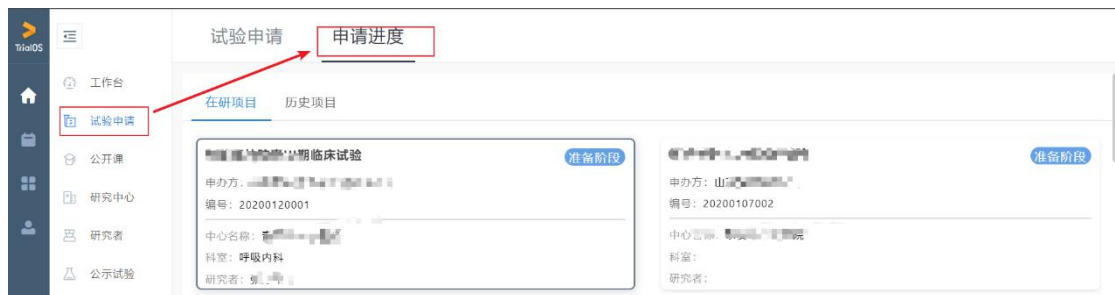 TrialOS
试验申请 申请进度
工作台
试验申请
公开课
研究中心
研究者
公示试验
在研项目 历史项目
期临床试验 准备阶段
申办方：
编号：20200120001
中心名称：
科室：呼吸内科
研究者：
准备阶段
申办方：山
编号：20200107002
中心
院
科室：
研究者：